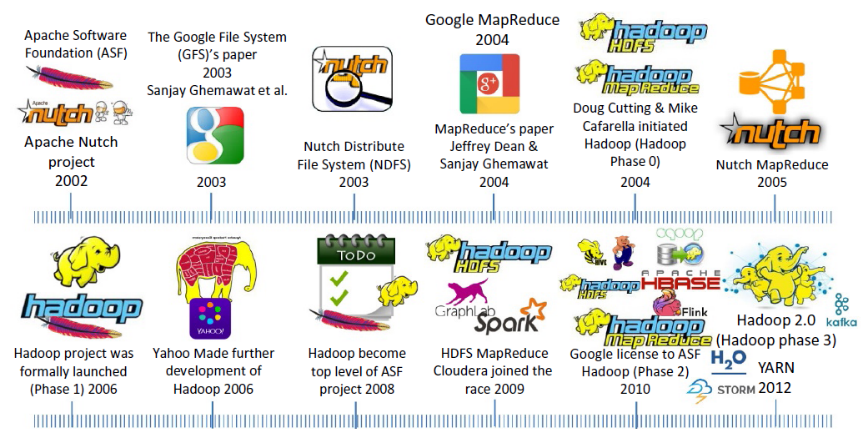 Apache Software
Foundation (ASF)
Apache
nutch
Apache Nutch
project
2002
The Google File System
(GFS)'s paper
2003
Sanjay Ghemawat et al.
g
2003
nutch
Nutch Distribute
File System (NDFS)
2003
Google MapReduce
2004
g+
MapReduce's paper
Jeffrey Dean &
Sanjay Ghemawat
2004
hadoop
HDFS
hadoop
MapReduce
Doug Cutting & Mike
Cafarella initiated
Hadoop (Hadoop
Phase 0)
2004
nutch
Nutch MapReduce
2005
hadoop
Hadoop project was
formally launched
(Phase 1) 2006
YAHOO!
Yahoo Made further
development of
Hadoop 2006
ToDo
Hadoop become
top level of ASF
project 2008
hadoop
HDFS
GraphLab
Spark
HDFS MapReduce
Cloudera joined the
race 2009
HIVE
APACHE
HBASE
hadoop
HDFS
Flink
hadoop
MapReduce
Google license to ASF
Hadoop (Phase 2)
2010
kafka
Hadoop 2.0
(Hadoop phase 3)
H2O
YARN
STORM
2012